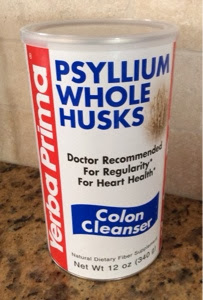 Yerba Prima
PSYLLIUM
WHOLE
HUSKS
Doctor Recommended
For Regularity*
For Heart Health*
Colon
Cleanser
Natural Dietary Fiber Supplement
Net Wt 12 oz (340 g)